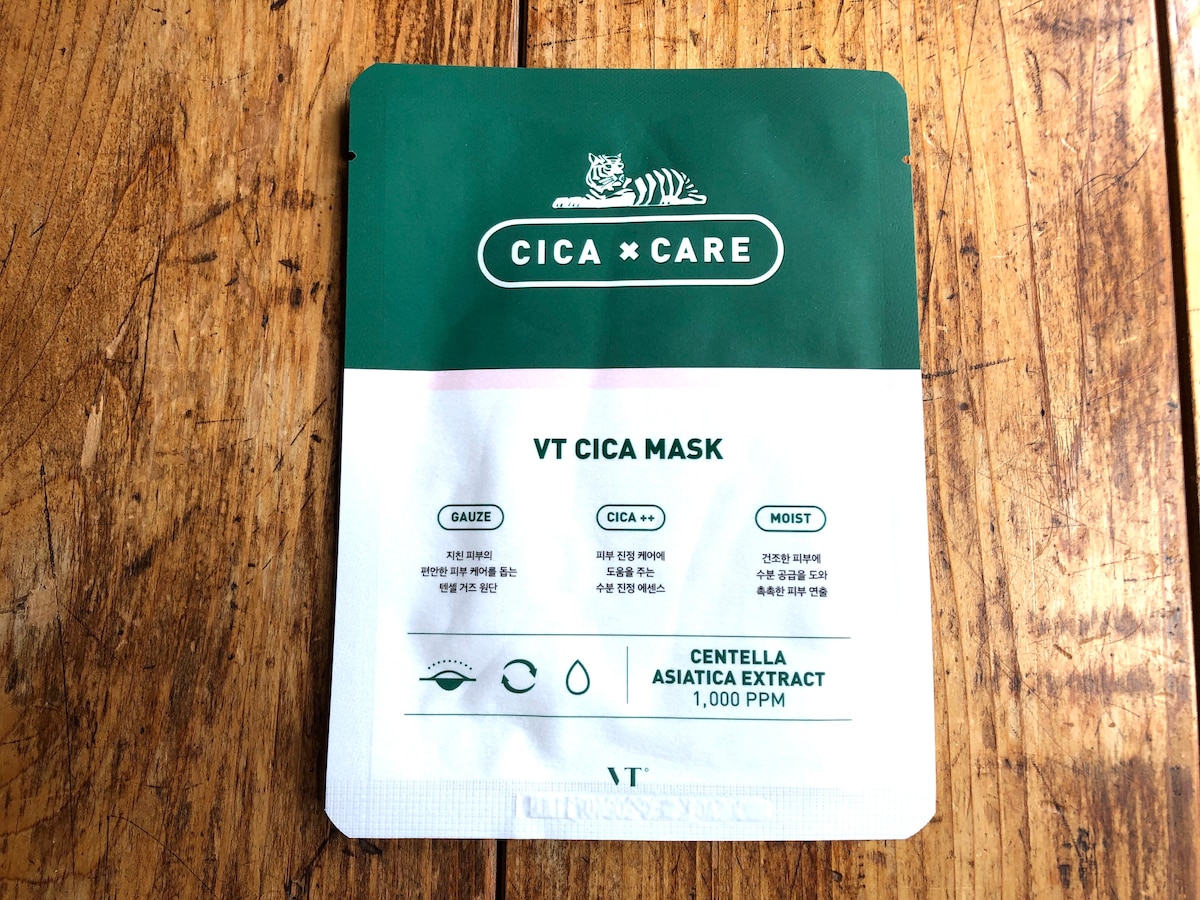 CICA × CARE
VT CICA MASK
GAUZE
지친 피부의
편안한 피부 케어를 돕는
텐셀 거즈 원단
CICA ++
피부 진정 케어에
도움을 주는
수분 진정 에센스
MOIST
건조한 피부에
수분 공급을 도와
촉촉한 피부 연출
CENTELLA
ASIATICA EXTRACT
1,000 PPM
VT